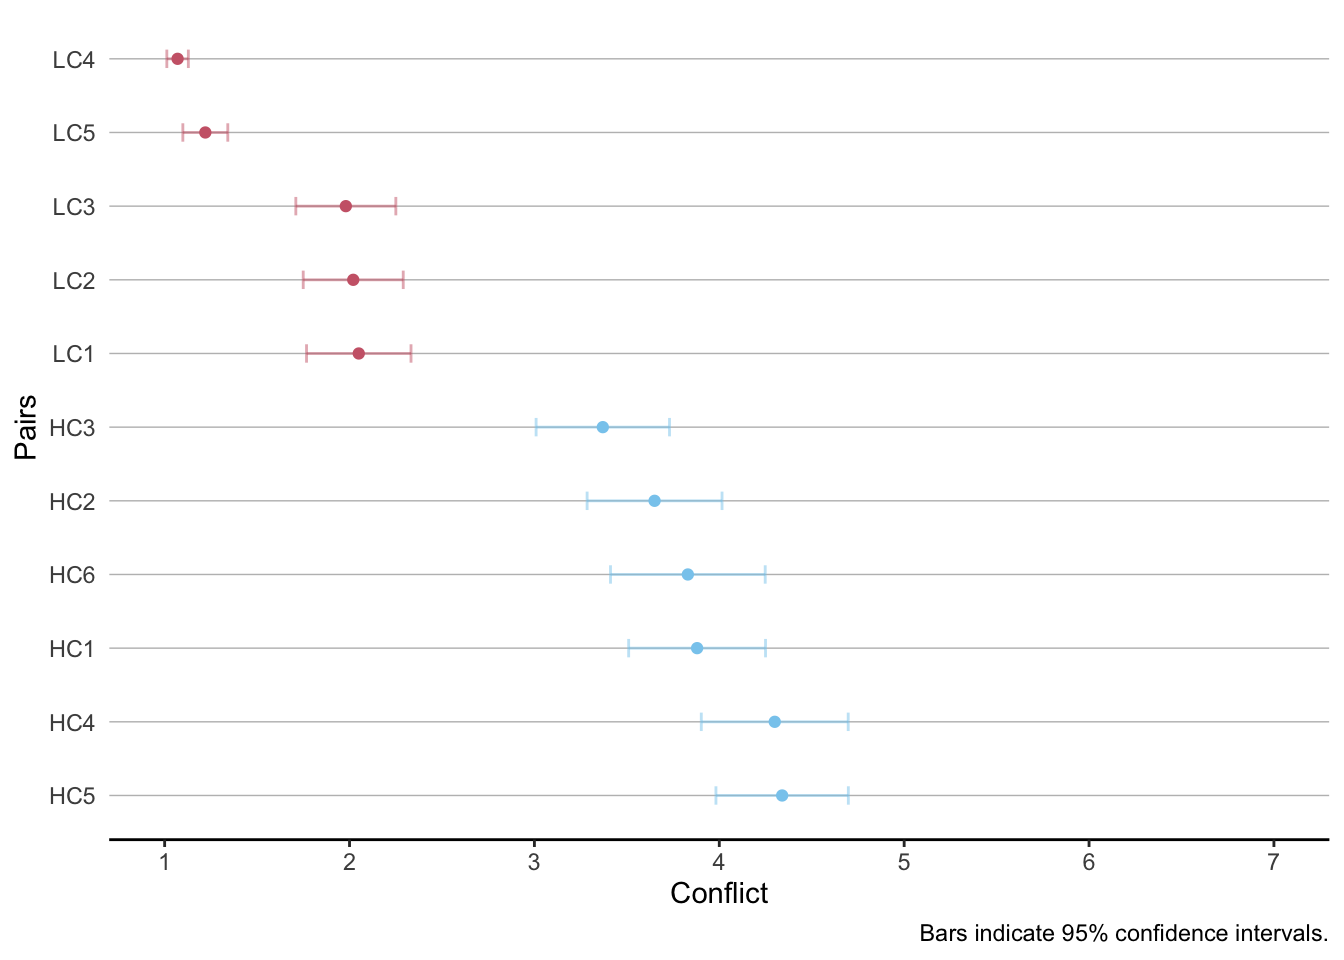 LC4
LC5
LC3
LC2
LC1
Pairs
HC3
HC2
HC6
HC1
HC4
HC5
1 2 3 4 5 6 7
Conflict
Bars indicate 95% confidence intervals.